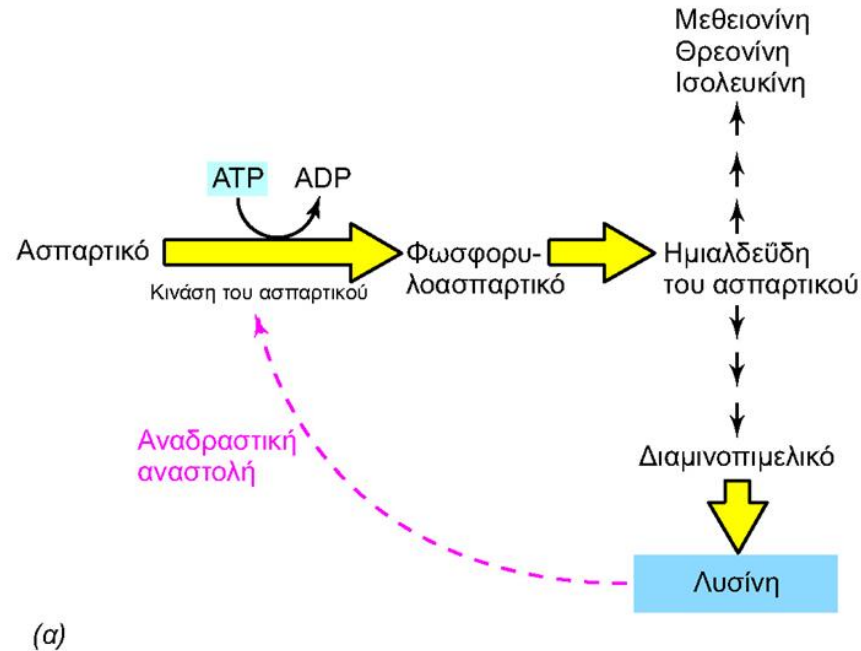 Μεθειονίνη
Θρεονίνη
Ισολευκίνη
ATP
ADP
Ασπαρτικό
Κινάση του ασπαρτικού
Φωσφορυ-
λοασπαρτικό
Ημιαλδεΰδη
του ασπαρτικού
Αναδραστική
αναστολή
Διαμινοπιμελικό
Λυσίνη
(α)